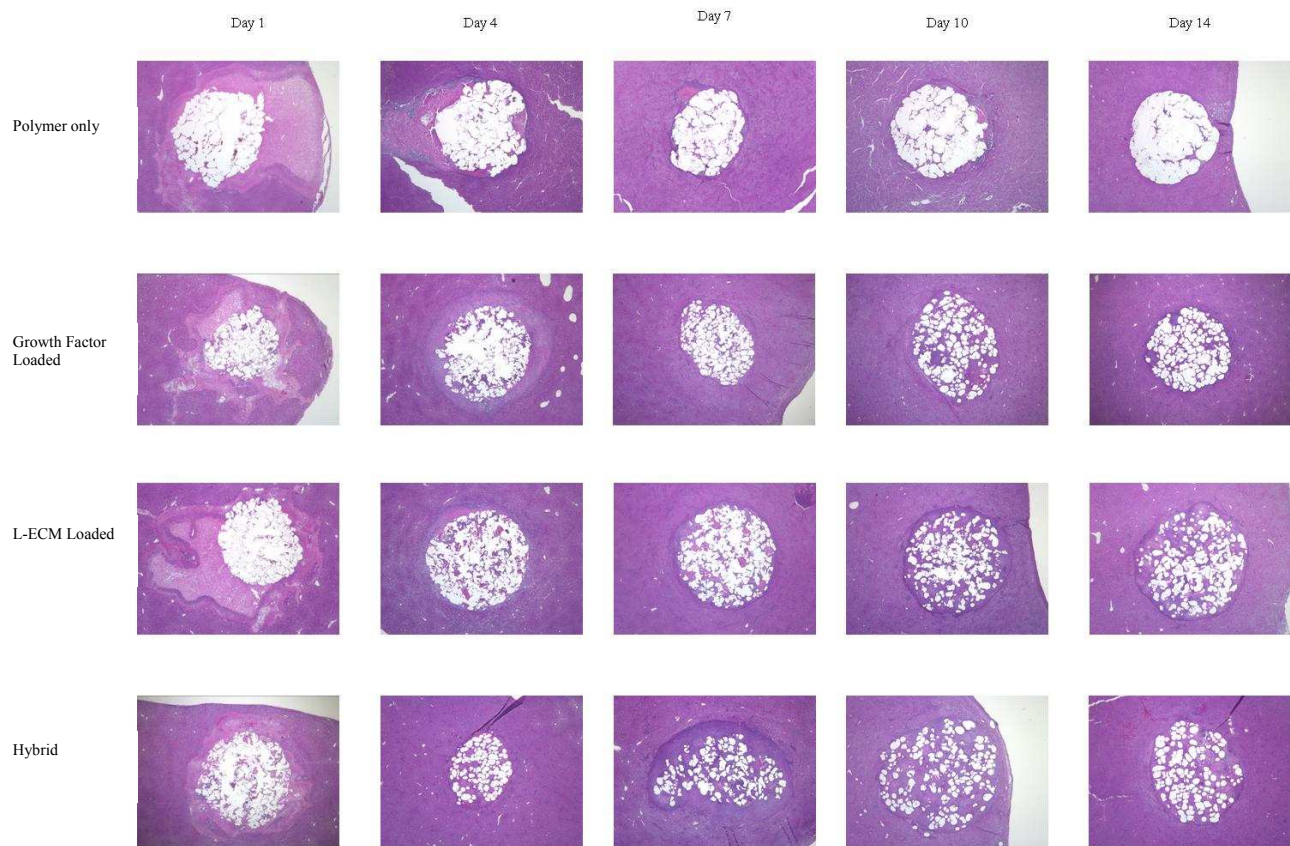 Day 1
Day 4
Day 7
Day 10
Day 14
Polymer only
Growth Factor
Loaded
L-ECM Loaded
Hybrid